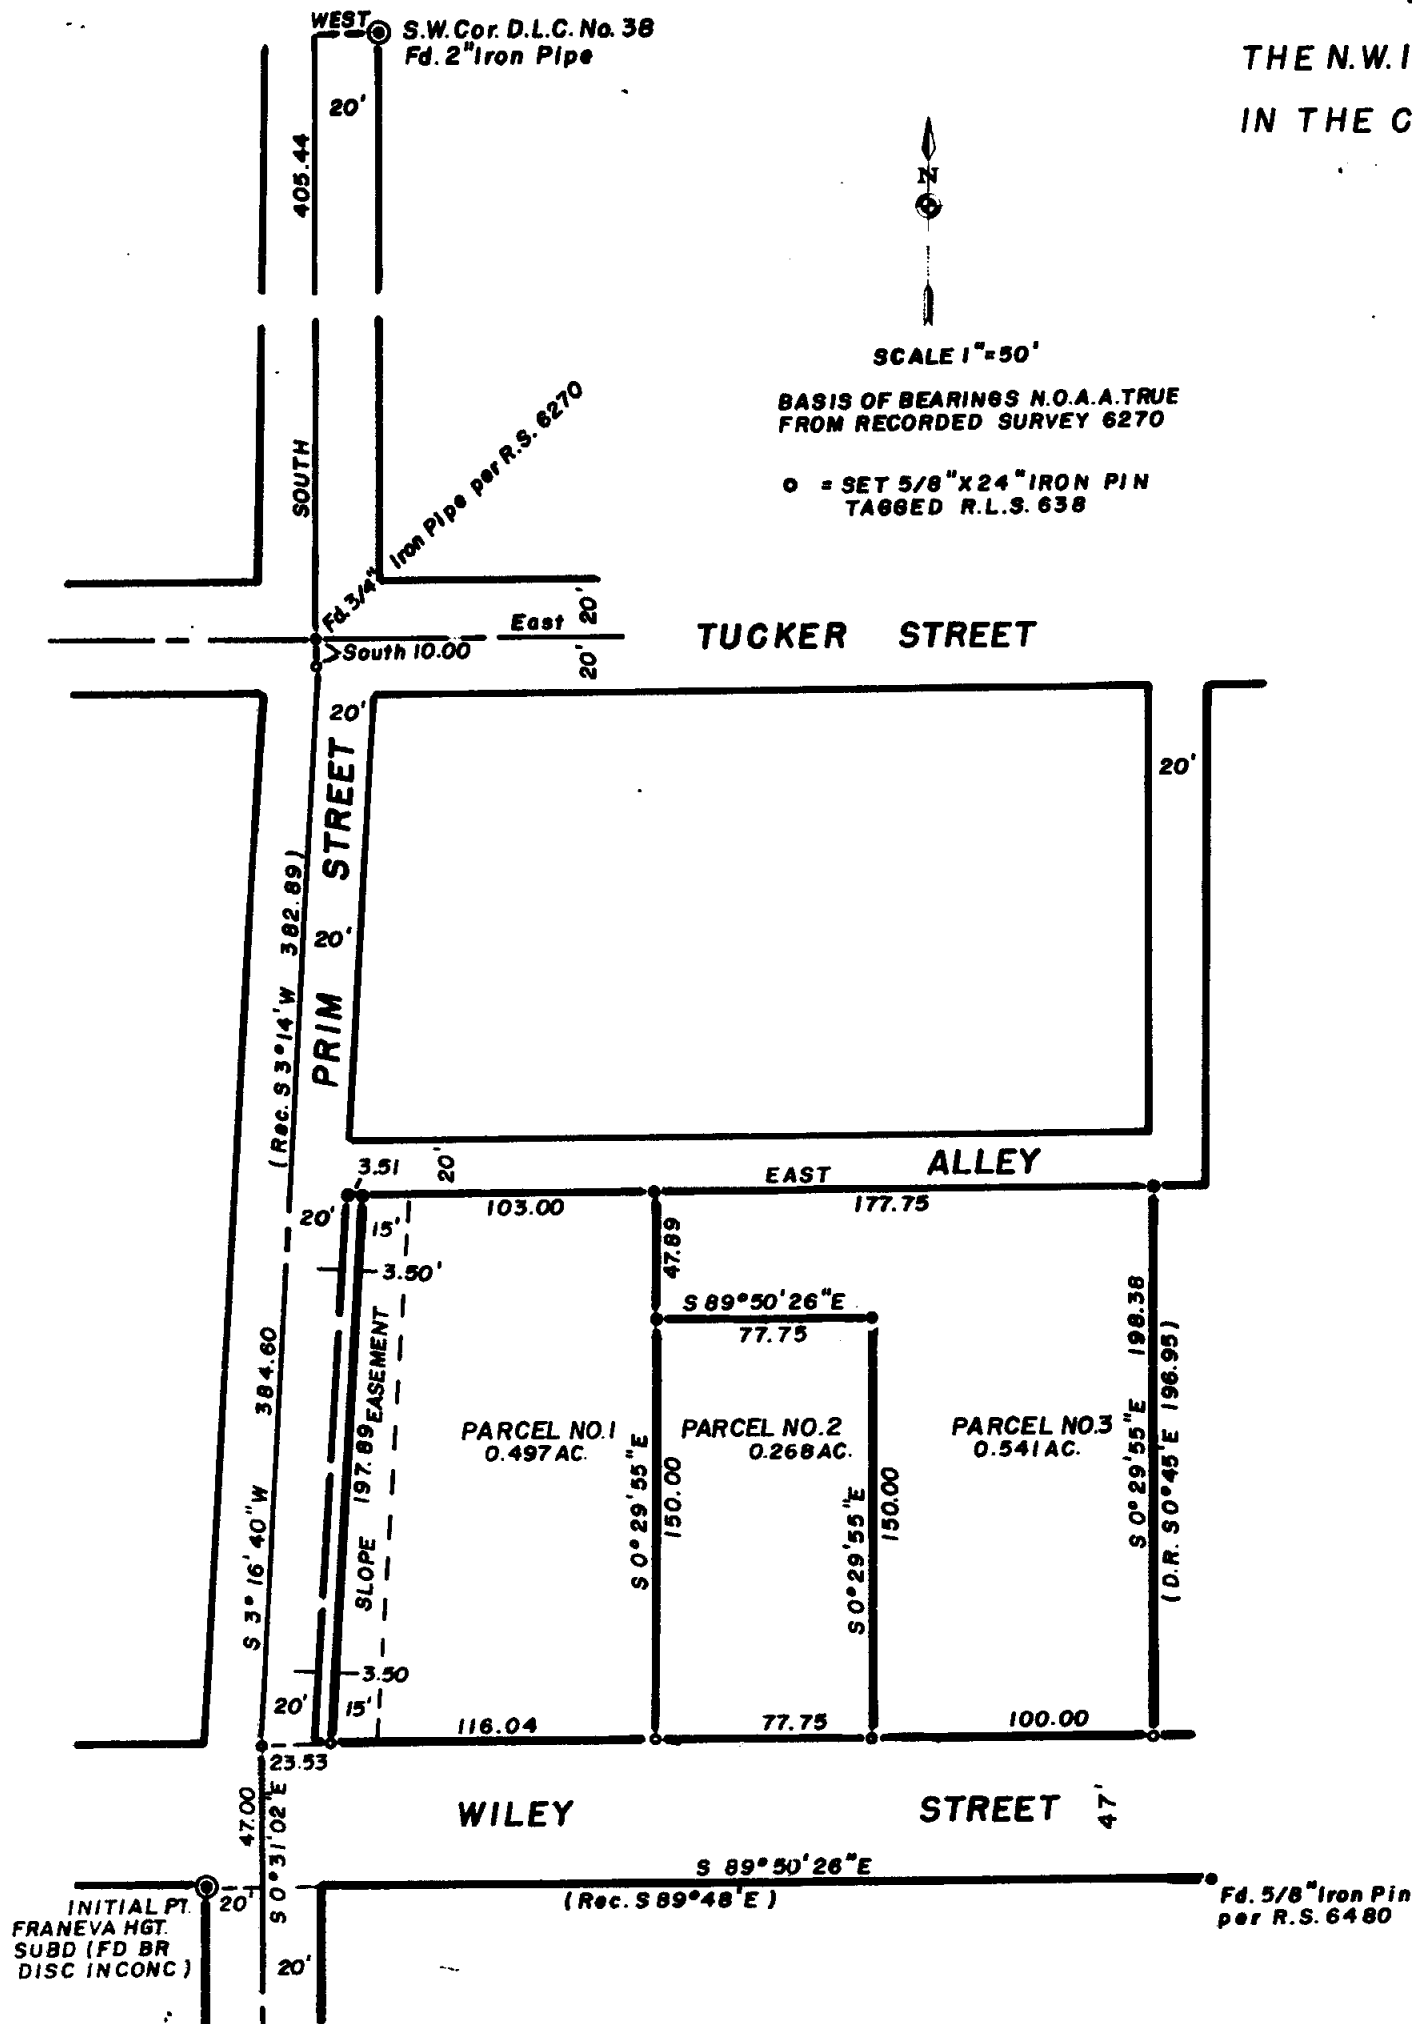 WEST
S.W. Cor. D.L.C. No. 38
Fd. 2" Iron Pipe
THE N.W. 1
IN THE C
20'
405.44
N
SCALE 1"=50'
BASIS OF BEARINGS N.O.A.A. TRUE
FROM RECORDED SURVEY 6270
= SET 5/8" X 24" IRON PIN
TAGGED R.L.S. 638
SOUTH
Fd. 3/4" Iron Pipe per R.S. 6270
East
20'
20'
TUCKER STREET
South 10.00
20'
20'
PRIM STREET
20'
(Rec. S 3°14' W 382.89)
3.51
20'
EAST
ALLEY
103.00
177.75
20'
15'
3.50'
47.89
S 89°50'26"E
77.75
S 3°16'40"W 384.60
SLOPE EASEMENT
197.89
PARCEL NO. 1
0.497 AC.
PARCEL NO. 2
0.268 AC.
PARCEL NO. 3
0.541 AC.
S 0°29'55"E
150.00
S 0°29'55"E
150.00
S 0°29'55"E 198.38
(D.R. S 0°45'E 196.95)
3.50
20'
15'
116.04
77.75
100.00
23.53
47.00
S 0°31'02"E
WILEY STREET
47'
S 89°50'26"E
(Rec. S 89°48'E)
20'
INITIAL PT.
FRANEVA HGT.
SUBD (FD BR
DISC IN CONC)
20'
Fd. 5/8" Iron Pin
per R.S. 6480